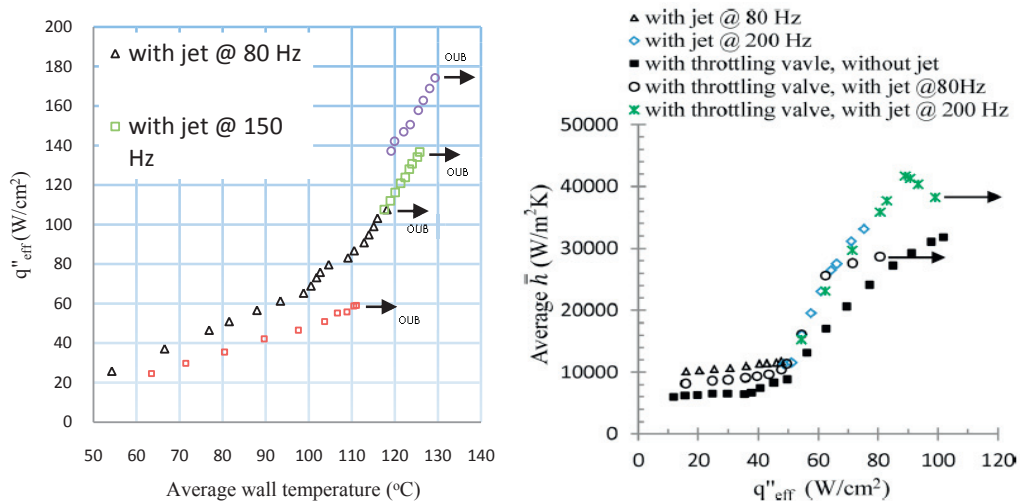 200
180
160
140
120
100
80
60
40
20
0
q"eff (W/cm²)
with jet @ 80 Hz
with jet @ 150
Hz
OUB
OUB
OUB
OUB
50 60 70 80 90 100 110 120 130 140
Average wall temperature (ºC)
with jet @ 80 Hz
with jet @ 200 Hz
with throttling vavle, without jet
with throttling valve, with jet @80Hz
with throttling valve, with jet @ 200 Hz
50000
40000
30000
20000
10000
0
Average h̅ (W/m²K)
0 20 40 60 80 100 120
q"eff (W/cm²)